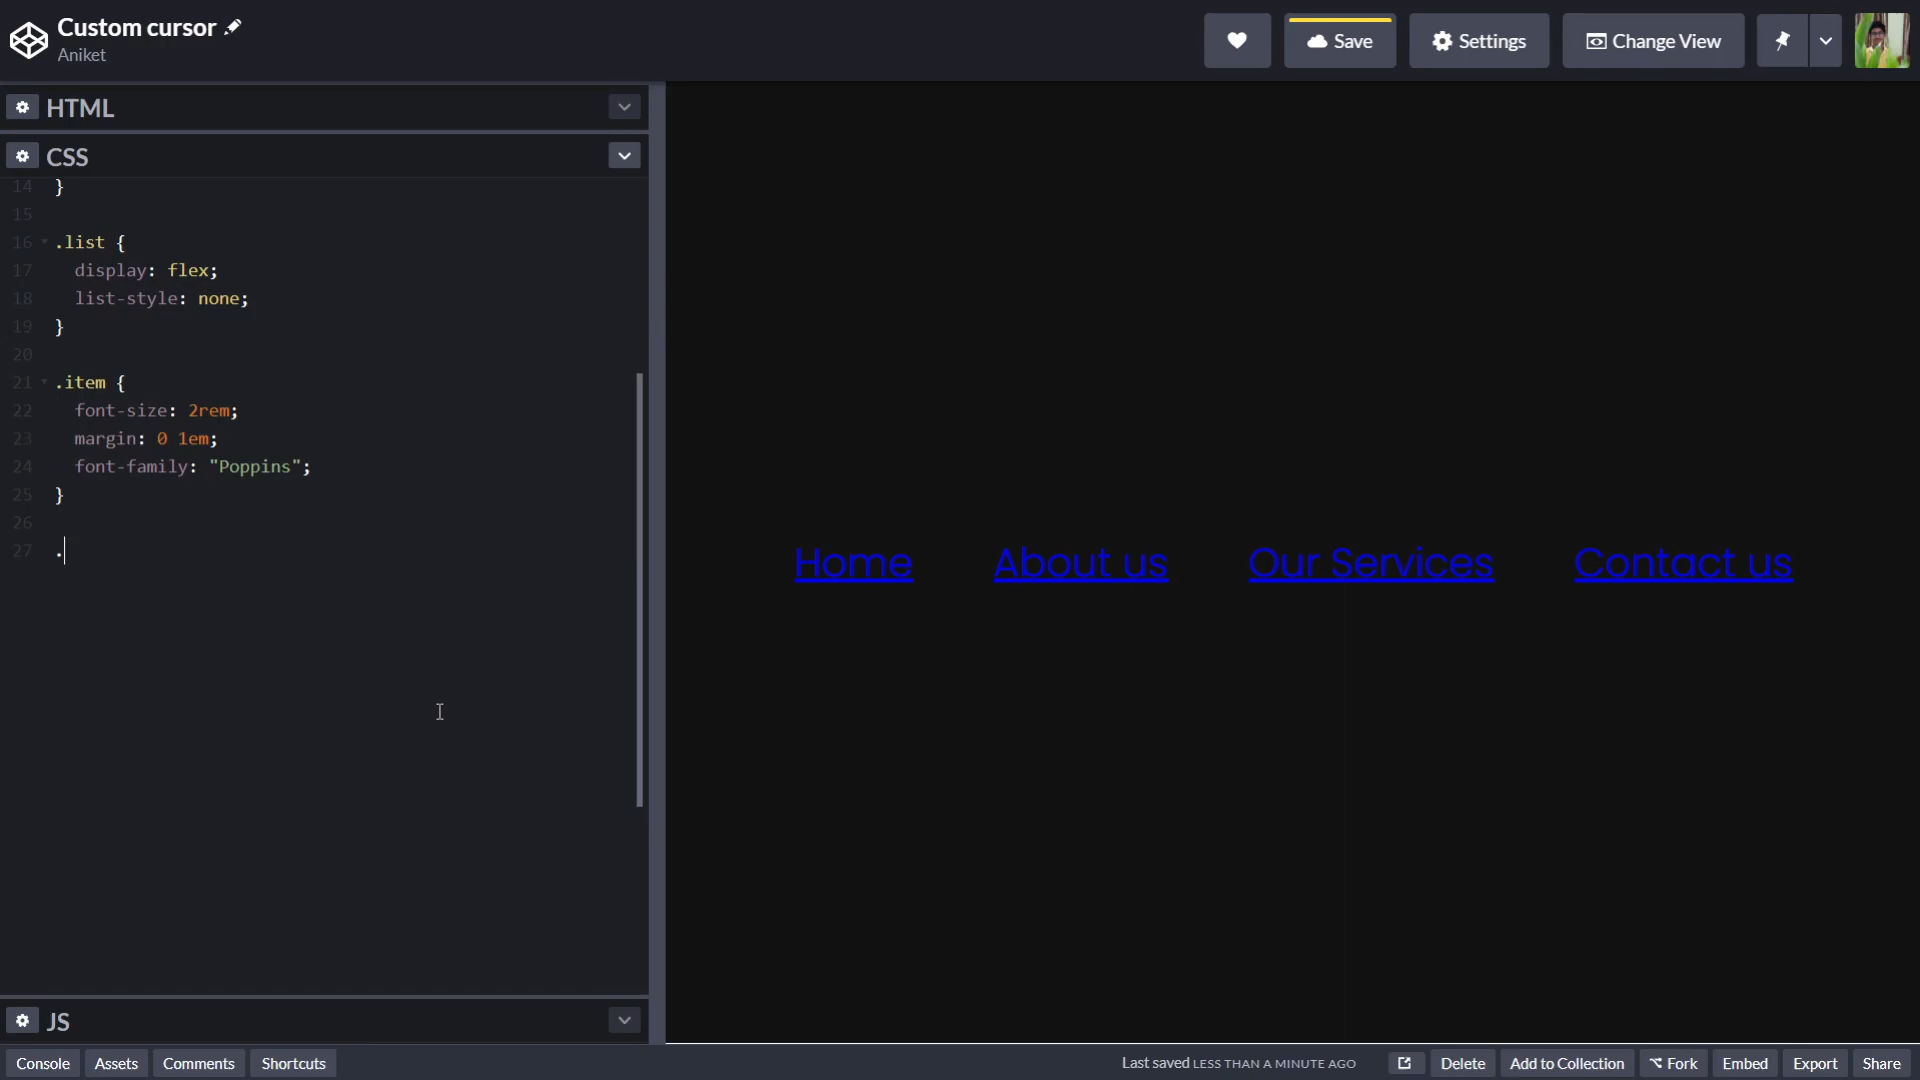 Custom cursor
Aniket
Save
Settings
Change View
HTML
CSS
14 }
15
16 .list {
17 display: flex;
18 list-style: none;
19 }
20
21 .item {
22 font-size: 2rem;
23 margin: 0 1em;
24 font-family: "Poppins";
25 }
26
27 .
Home About us Our Services Contact us
JS
Console Assets Comments Shortcuts
Last saved LESS THAN A MINUTE AGO
Delete Add to Collection Fork Embed Export Share